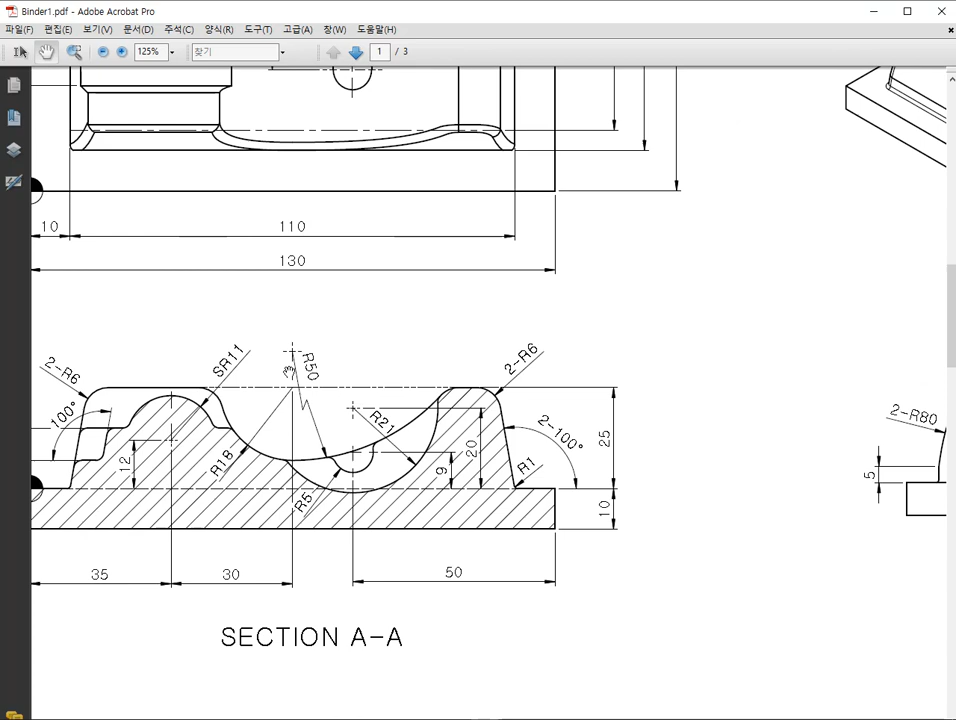 Binder1.pdf - Adobe Acrobat Pro
파일(F) 편집(E) 보기(V) 문서(D) 주석(C) 양식(R) 도구(T) 고급(A) 창(W) 도움말(H)
125% 찾기 1 / 3
10 110
130
2-R6 SR11 R50 2-R6
100° R21 2-100° 25 2-R80
12 R18 20 9 R1 5
R5 10
35 30 50
SECTION A-A